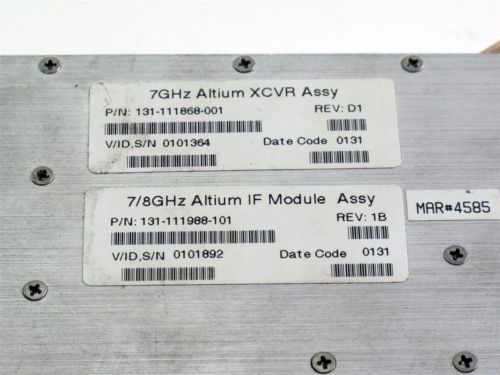 7GHz Altium XCVR Assy
P/N: 131-111868-001 REV: D1
V/ID,S/N 0101364 Date Code 0131
7/8GHz Altium IF Module Assy
P/N: 131-111988-101 REV: 1B
V/ID,S/N 0101892 Date Code 0131
MAR#4585